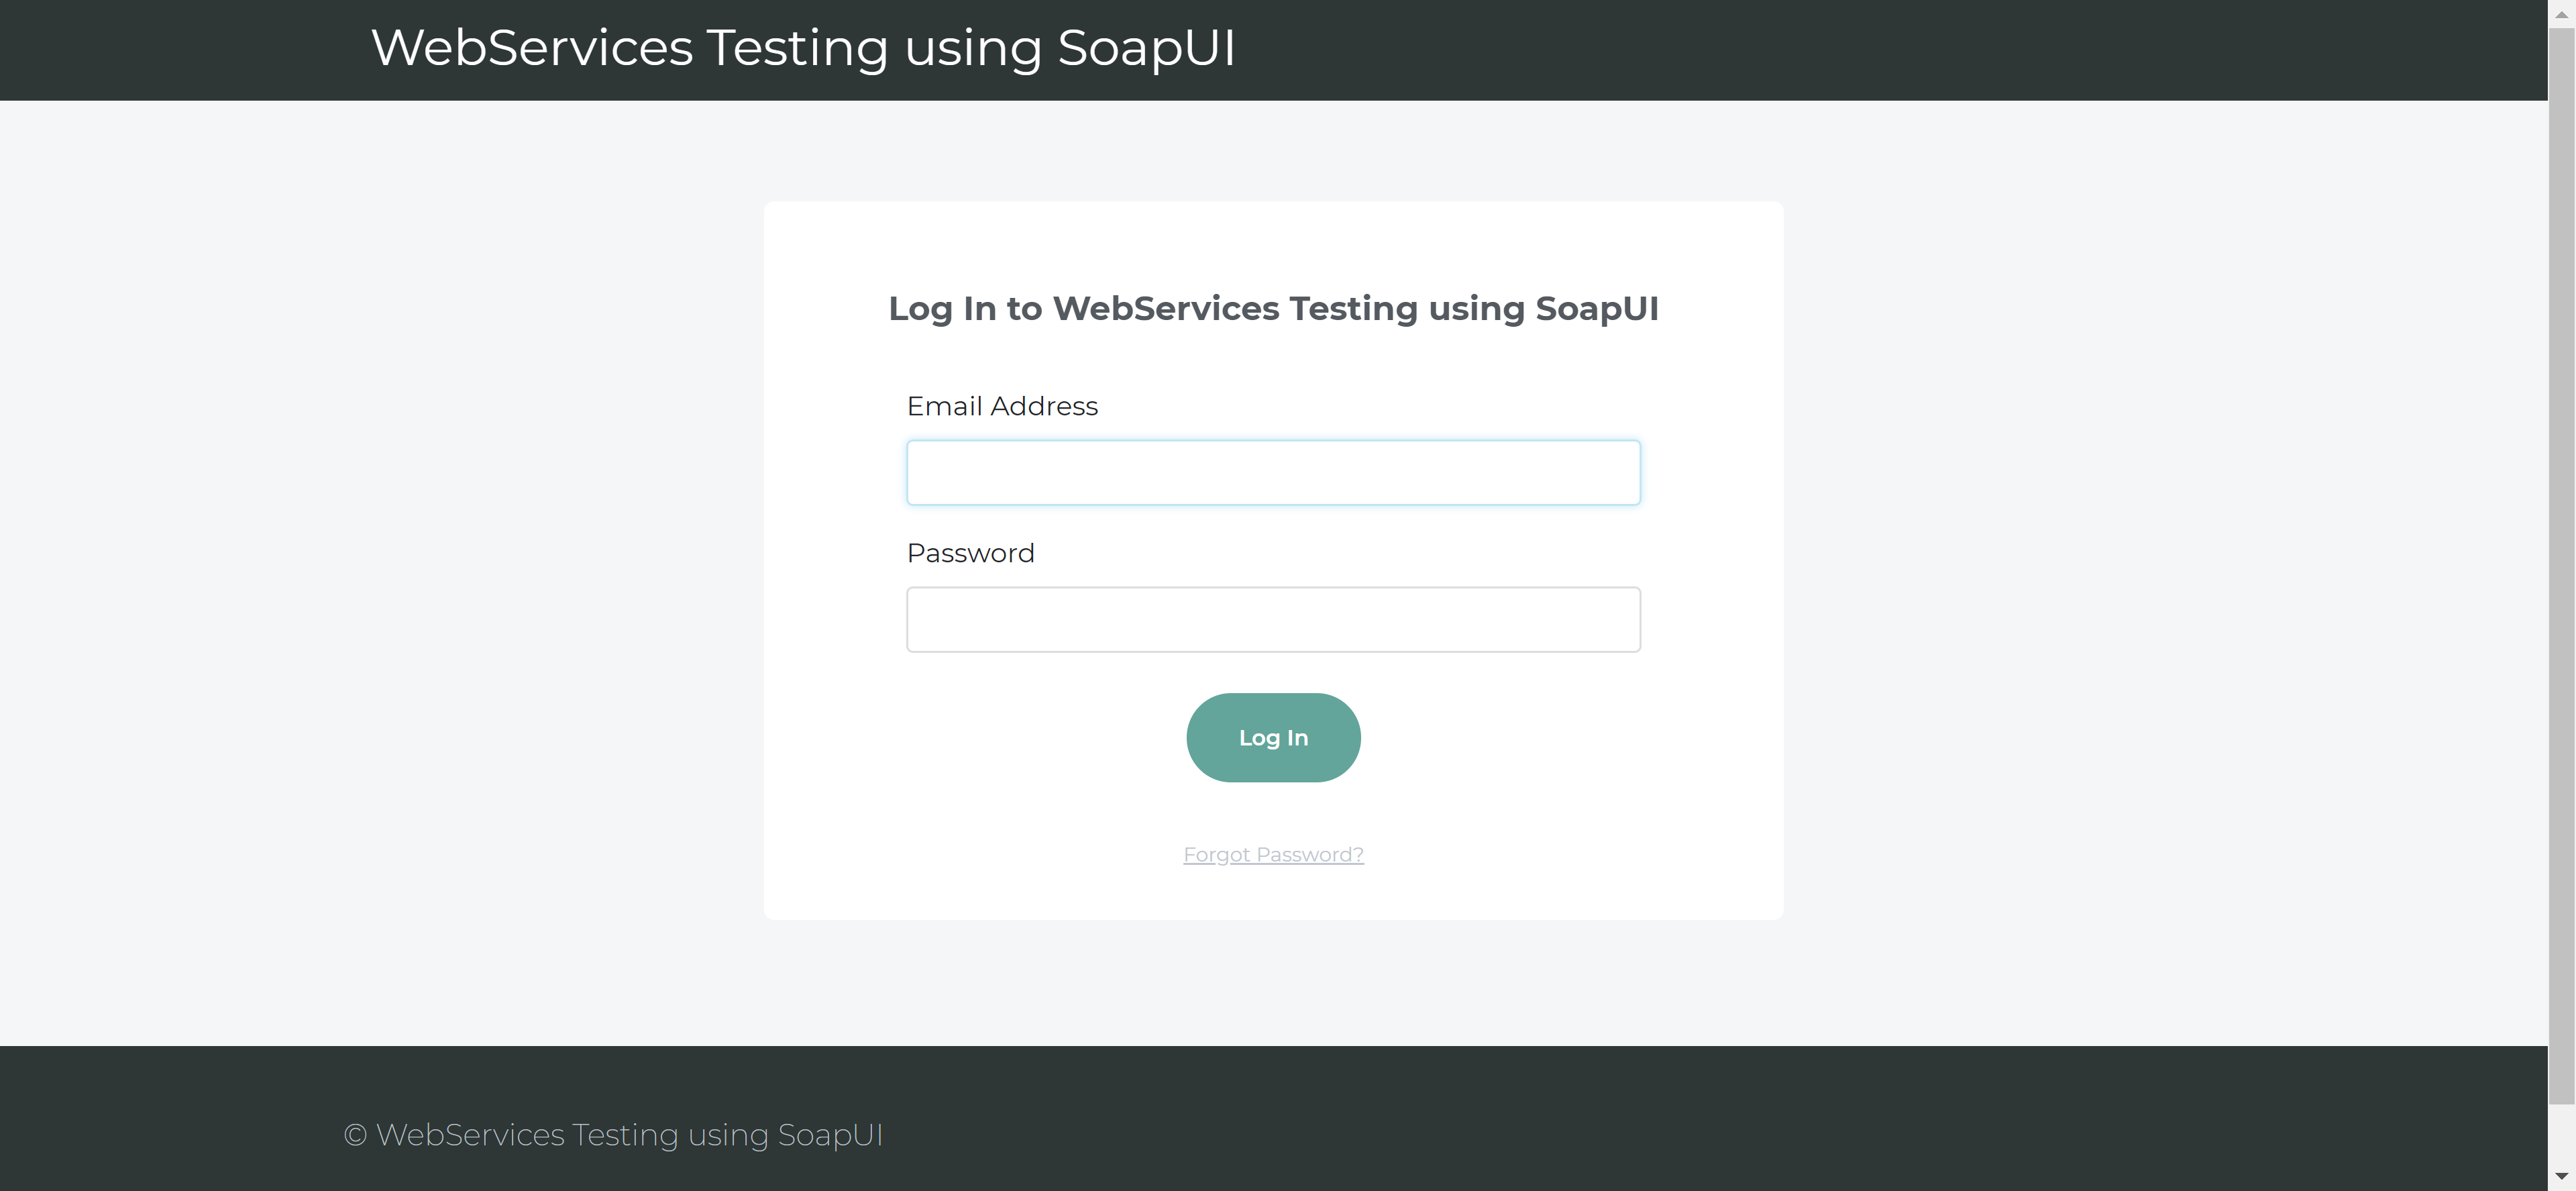 WebServices Testing using SoapUI
Log In to WebServices Testing using SoapUI
Email Address
Password
Log In
Forgot Password?
© WebServices Testing using SoapUI